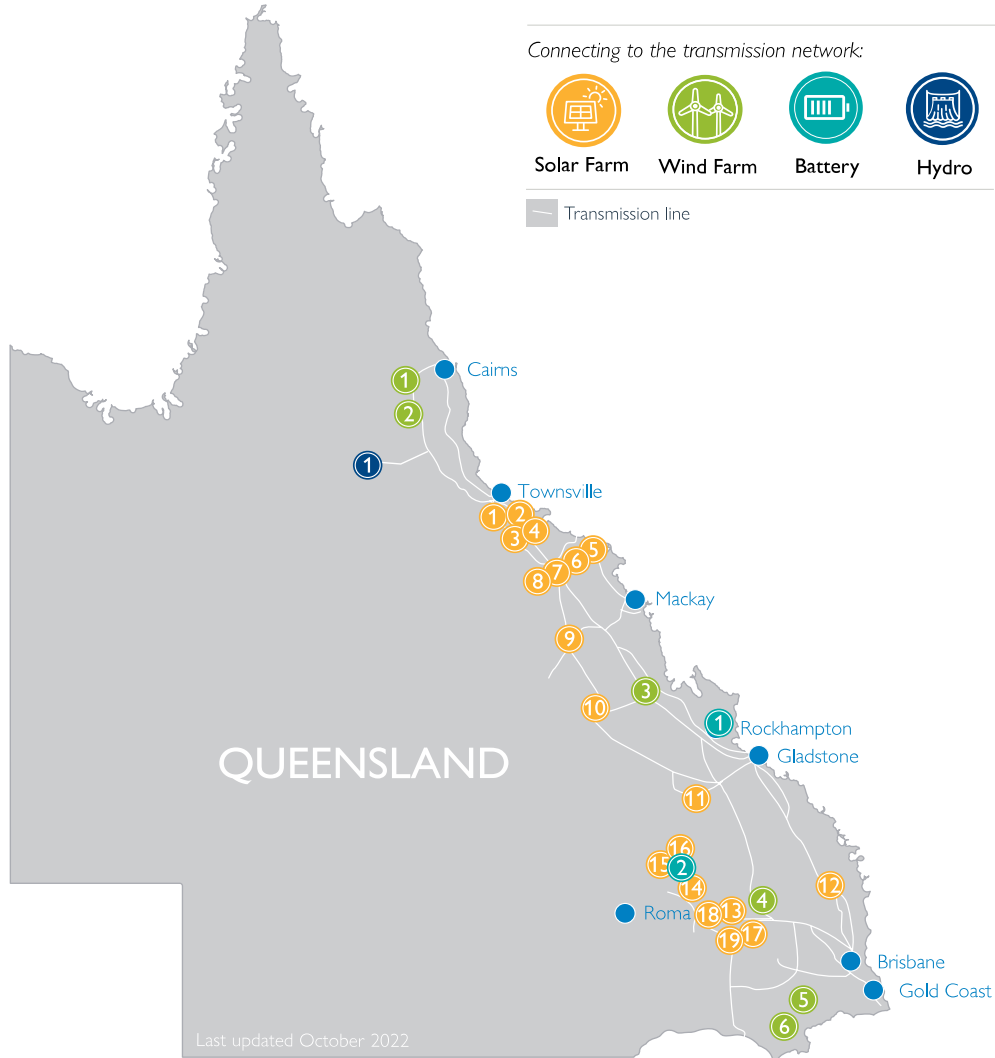 Connecting to the transmission network:
Solar Farm
Wind Farm
Battery
Hydro
Transmission line
Cairns
1
2
1
Townsville
1
2
3
4
5
6
7
8
Mackay
9
3
10
1
Rockhampton
Gladstone
QUEENSLAND
11
16
15
2
14
12
4
Roma
18
13
17
19
Brisbane
Gold Coast
5
6
Last updated October 2022